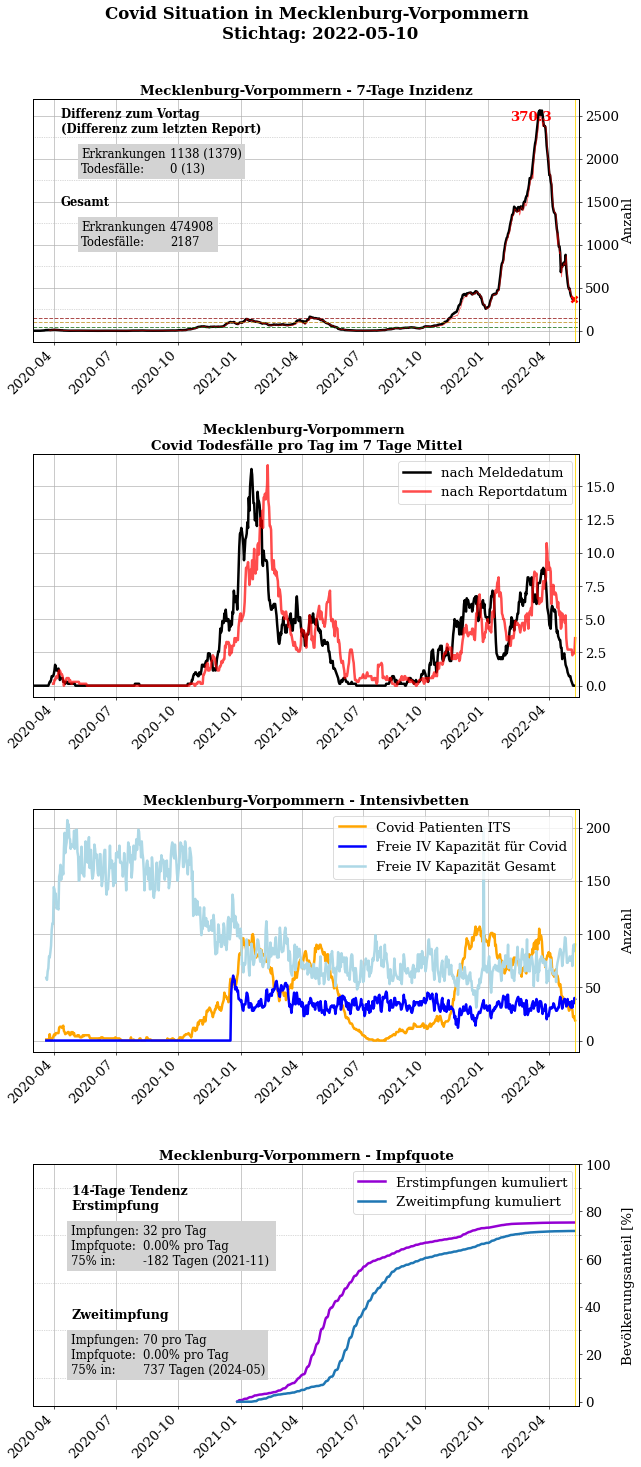 Covid Situation in Mecklenburg-Vorpommern
Stichtag: 2022-05-10
Mecklenburg-Vorpommern - 7-Tage Inzidenz
Differenz zum Vortag
(Differenz zum letzten Report)
Erkrankungen 1138 (1379)
Todesfälle: 0 (13)
Gesamt
Erkrankungen 474908
Todesfälle: 2187
2500
2000
1500
1000
500
0
Anzahl
2020-04
2020-07
2020-10
2021-01
2021-04
2021-07
2021-10
2022-01
2022-04
Mecklenburg-Vorpommern
Covid Todesfälle pro Tag im 7 Tage Mittel
nach Meldedatum
nach Reportdatum
15.0
12.5
10.0
7.5
5.0
2.5
0.0
2020-04
2020-07
2020-10
2021-01
2021-04
2021-07
2021-10
2022-01
2022-04
Mecklenburg-Vorpommern - Intensivbetten
Covid Patienten ITS
Freie IV Kapazität für Covid
Freie IV Kapazität Gesamt
200
150
100
50
0
Anzahl
2020-04
2020-07
2020-10
2021-01
2021-04
2021-07
2021-10
2022-01
2022-04
Mecklenburg-Vorpommern - Impfquote
14-Tage Tendenz
Erstimpfung
Impfungen: 32 pro Tag
Impfquote: 0.00% pro Tag
75% in: -182 Tagen (2021-11)
Zweitimpfung
Impfungen: 70 pro Tag
Impfquote: 0.00% pro Tag
75% in: 737 Tagen (2024-05)
Erstimpfungen kumuliert
Zweitimpfung kumuliert
100
80
60
40
20
0
Bevölkerungsanteil [%]
2020-04
2020-07
2020-10
2021-01
2021-04
2021-07
2021-10
2022-01
2022-04